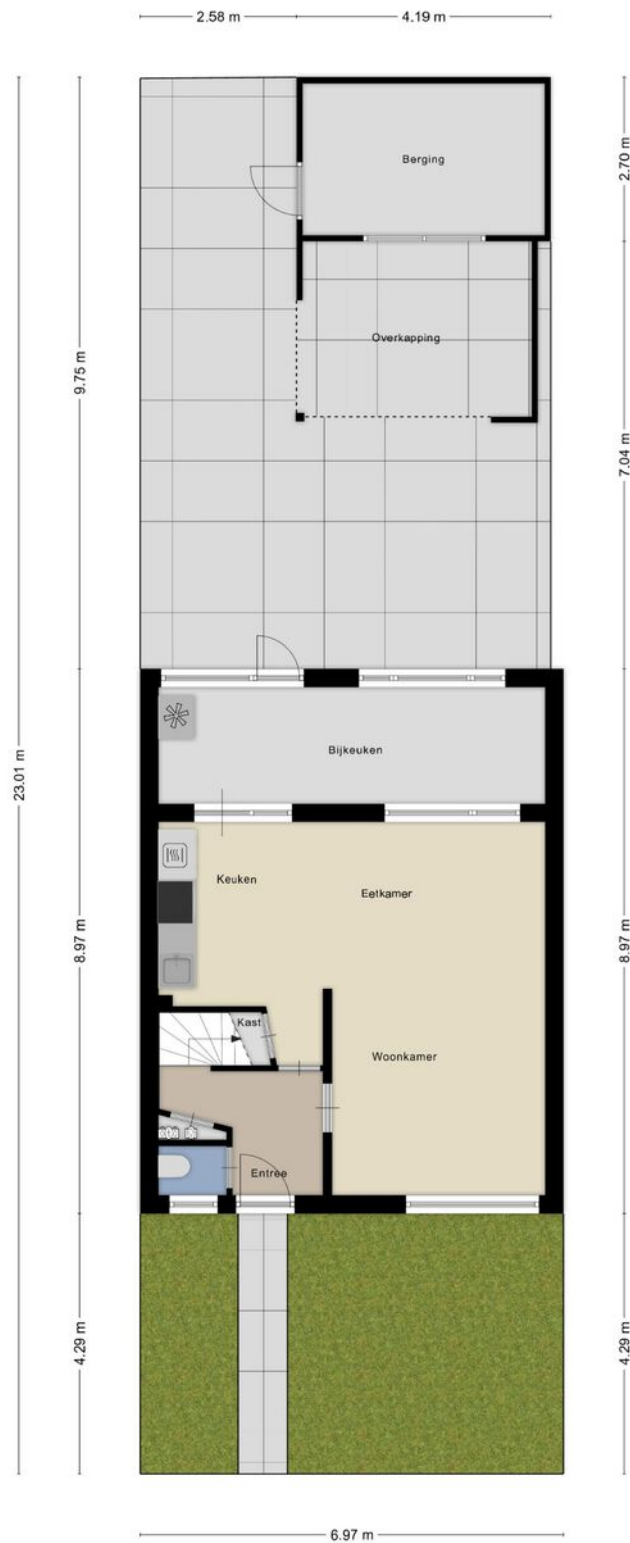 2.58 m
4.19 m
Berging
2.70 m
Overkapping
9.75 m
7.04 m
Bijkeuken
23.01 m
Keuken
Eetkamer
8.97 m
8.97 m
Kast
Woonkamer
Entree
4.29 m
4.29 m
6.97 m